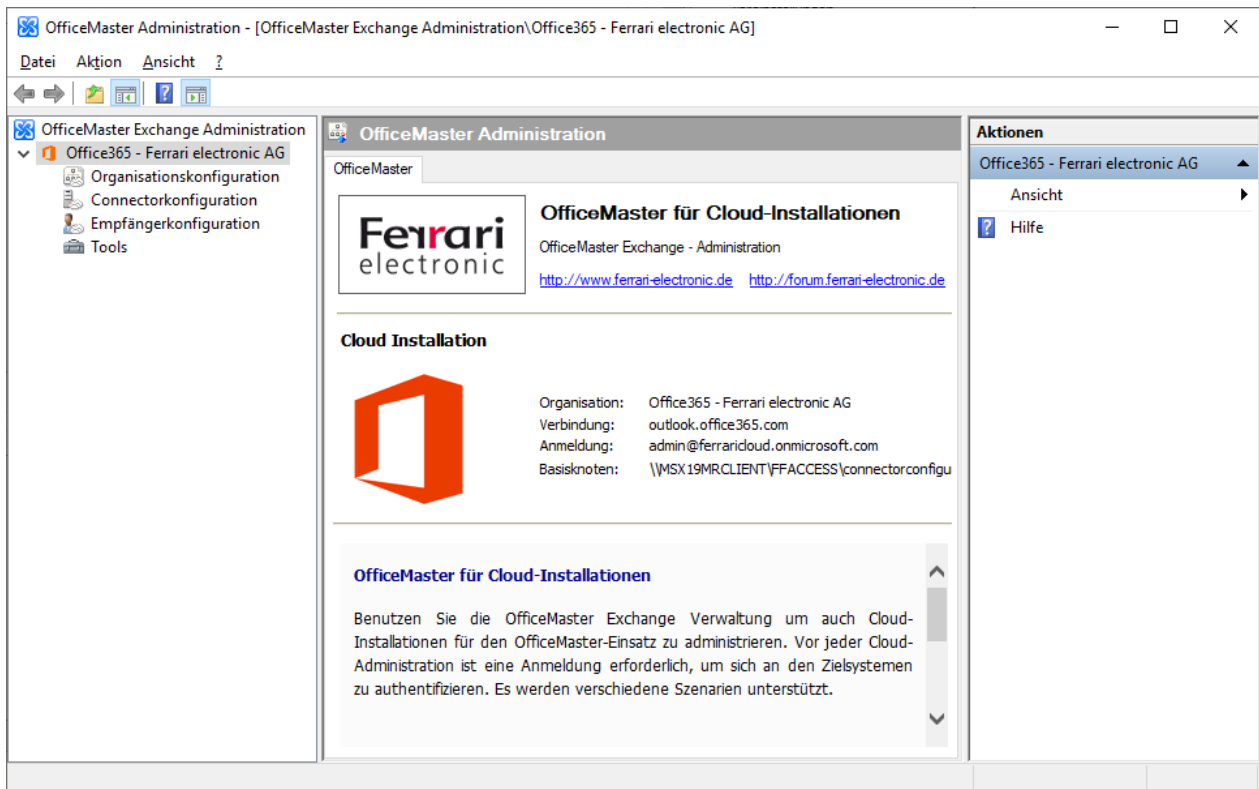 OfficeMaster Administration - [OfficeMaster Exchange Administration\Office365 - Ferrari electronic AG]
Datei Aktion Ansicht ?
OfficeMaster Exchange Administration
Office365 - Ferrari electronic AG
Organisationskonfiguration
Connectorkonfiguration
Empfängerkonfiguration
Tools
OfficeMaster Administration
OfficeMaster
Ferrari
electronic
OfficeMaster für Cloud-Installationen
OfficeMaster Exchange - Administration
http://www.ferrari-electronic.de http://forum.ferrari-electronic.de
Cloud Installation
Organisation: Office365 - Ferrari electronic AG
Verbindung: outlook.office365.com
Anmeldung: admin@ferraricloud.onmicrosoft.com
Basisknoten: \\MSX19MRCLIENT\FFACCESS\connectorconfigu
OfficeMaster für Cloud-Installationen
Benutzen Sie die OfficeMaster Exchange Verwaltung um auch Cloud-
Installationen für den OfficeMaster-Einsatz zu administrieren. Vor jeder Cloud-
Administration ist eine Anmeldung erforderlich, um sich an den Zielsystemen
zu authentifizieren. Es werden verschiedene Szenarien unterstützt.
Aktionen
Office365 - Ferrari electronic AG
Ansicht
Hilfe